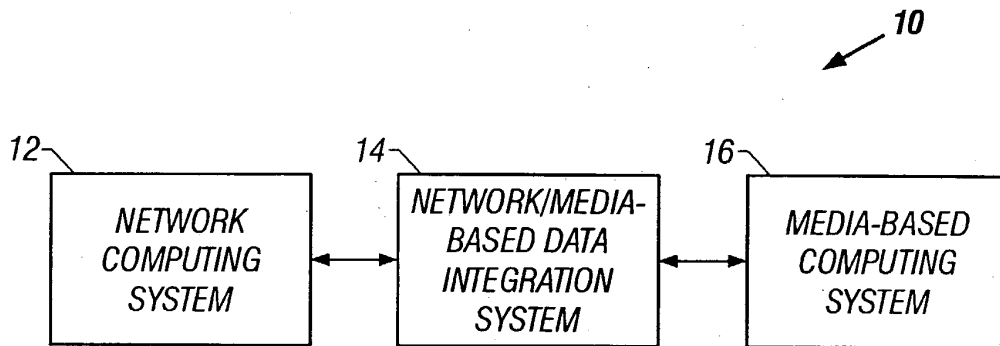 10
12
NETWORK
COMPUTING
SYSTEM
14
NETWORK/MEDIA-
BASED DATA
INTEGRATION
SYSTEM
16
MEDIA-BASED
COMPUTING
SYSTEM